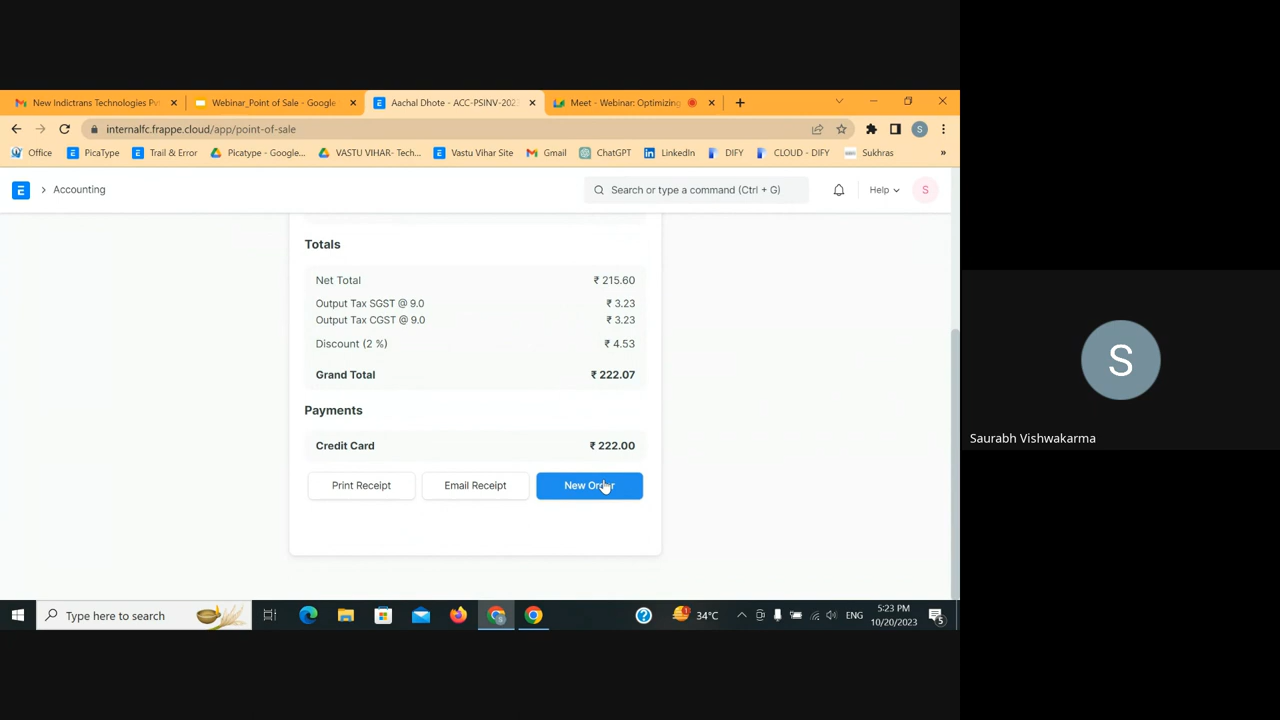 New Indictrans Technologies Pv
Webinar_Point of Sale - Google
Aachal Dhote - ACC-PSINV-202
Meet - Webinar: Optimizing
internalfc.frappe.cloud/app/point-of-sale
S
Office
PicaType
Trail & Error
Picatype - Google...
VASTU VIHAR- Tech...
Vastu Vihar Site
Gmail
ChatGPT
LinkedIn
DIFY
CLOUD - DIFY
Sukhras
»
E
Accounting
Search or type a command (Ctrl + G)
Help
S
Totals
Net Total ₹ 215.60
Output Tax SGST @ 9.0 ₹ 3.23
Output Tax CGST @ 9.0 ₹ 3.23
Discount (2 %) ₹ 4.53
Grand Total ₹ 222.07
Payments
Credit Card ₹ 222.00
Print Receipt
Email Receipt
New Order
S
Saurabh Vishwakarma
Type here to search
34°C
ENG
5:23 PM
10/20/2023
5